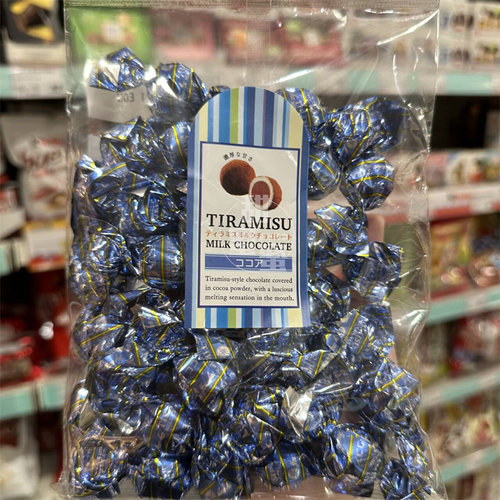 濃厚な甘さ
TIRAMISU
ティラミスミルクチョコレート
MILK CHOCOLATE
ココア
Tiramisu-style chocolate covered
in cocoa powder, with a luscious
melting sensation in the mouth.